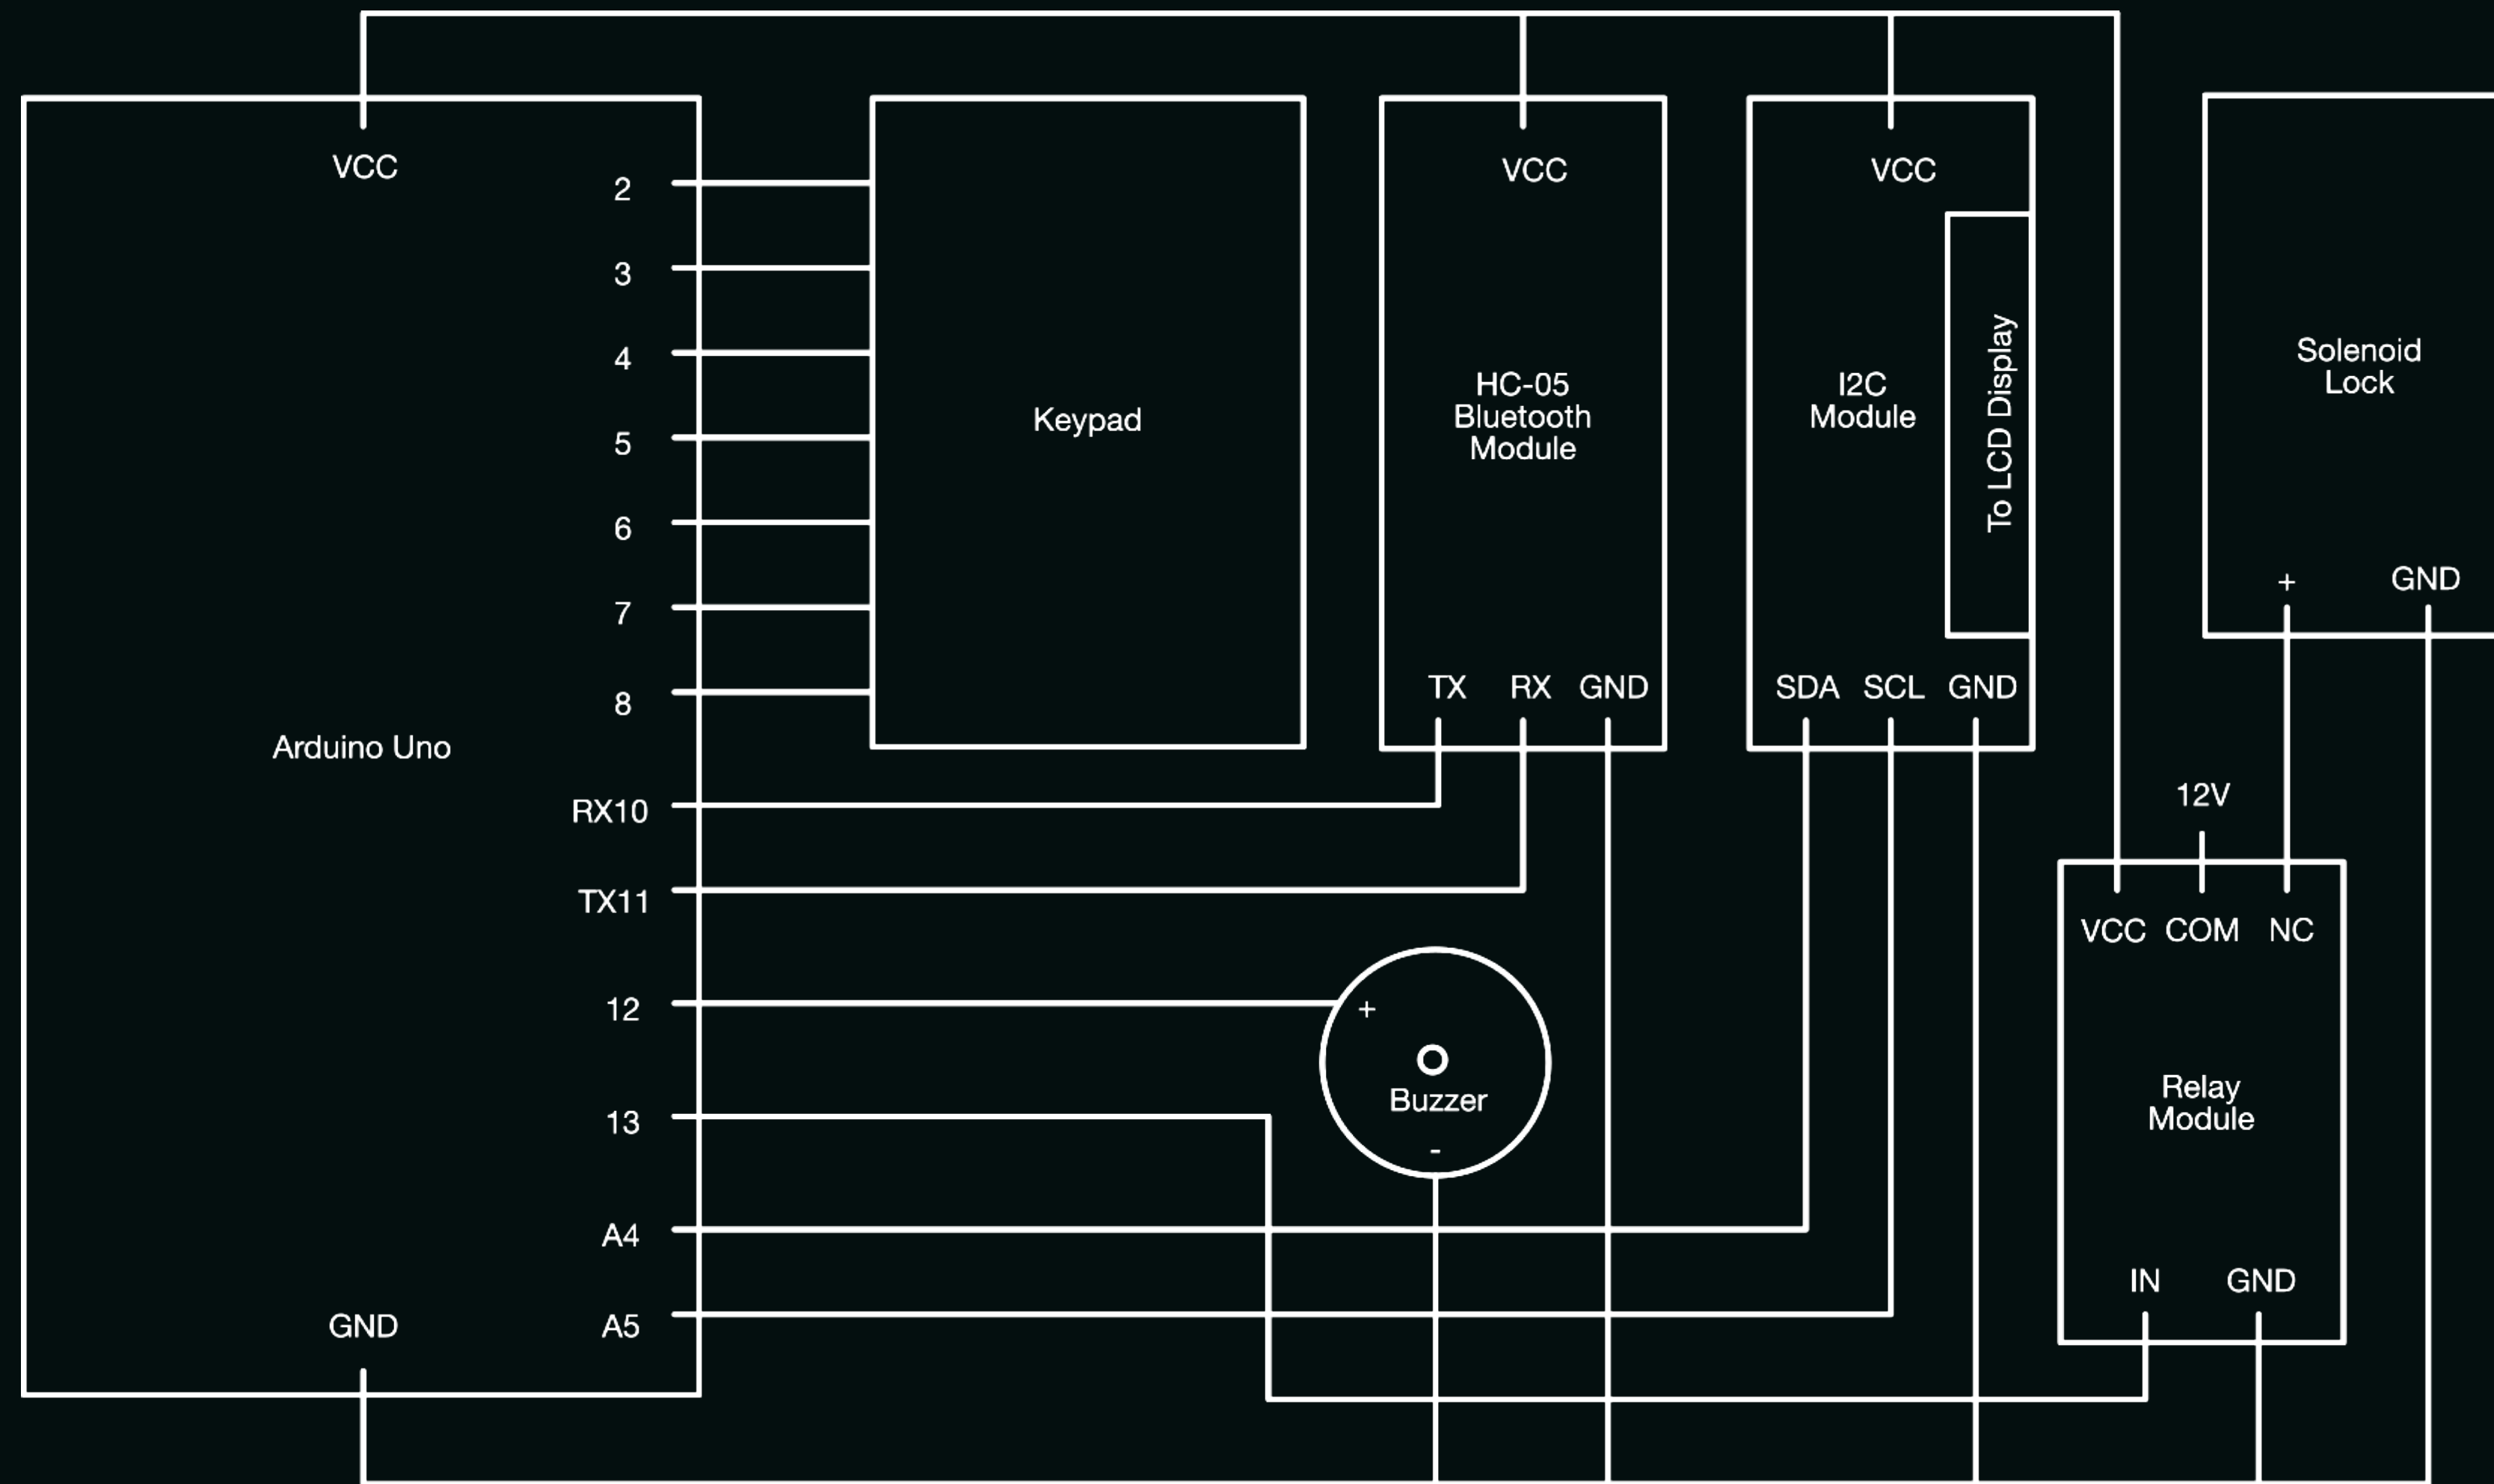 VCC
2
3
4
5
6
7
8
Arduino Uno
RX10
TX11
12
13
A4
A5
GND
Keypad
VCC
HC-05
Bluetooth
Module
TX RX GND
VCC
I2C
Module
To LCD Display
SDA SCL GND
Solenoid
Lock
+ GND
12V
VCC COM NC
Relay
Module
IN GND
+
Buzzer
-